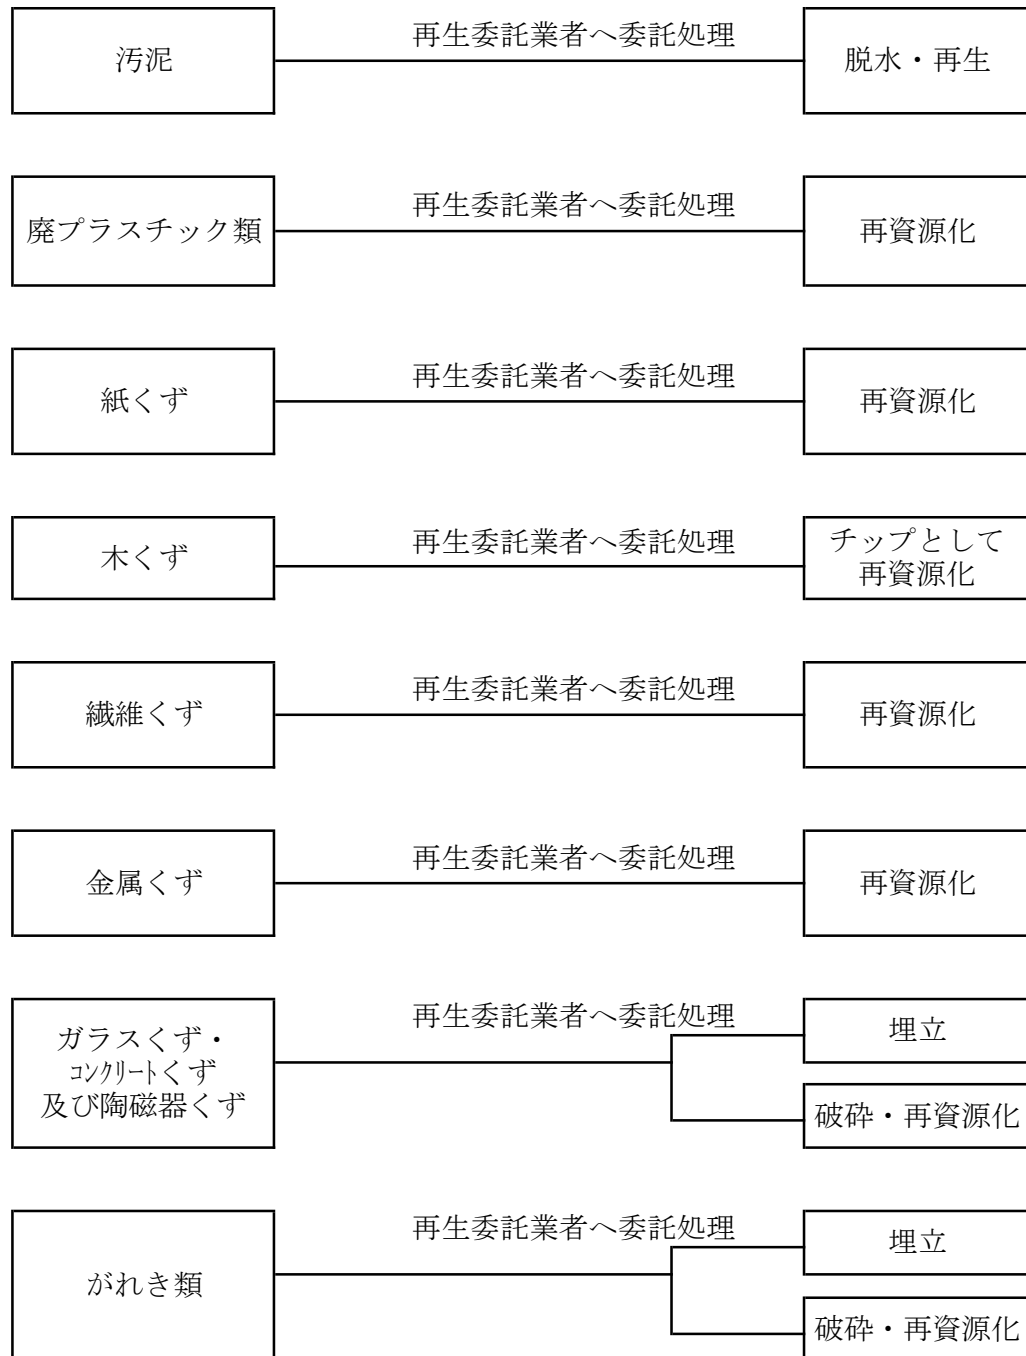 汚泥
再生委託業者へ委託処理
脱水・再生
廃プラスチック類
再生委託業者へ委託処理
再資源化
紙くず
再生委託業者へ委託処理
再資源化
木くず
再生委託業者へ委託処理
チップとして
再資源化
繊維くず
再生委託業者へ委託処理
再資源化
金属くず
再生委託業者へ委託処理
再資源化
ガラスくず・
コンクリートくず
及び陶磁器くず
再生委託業者へ委託処理
埋立
破砕・再資源化
がれき類
再生委託業者へ委託処理
埋立
破砕・再資源化